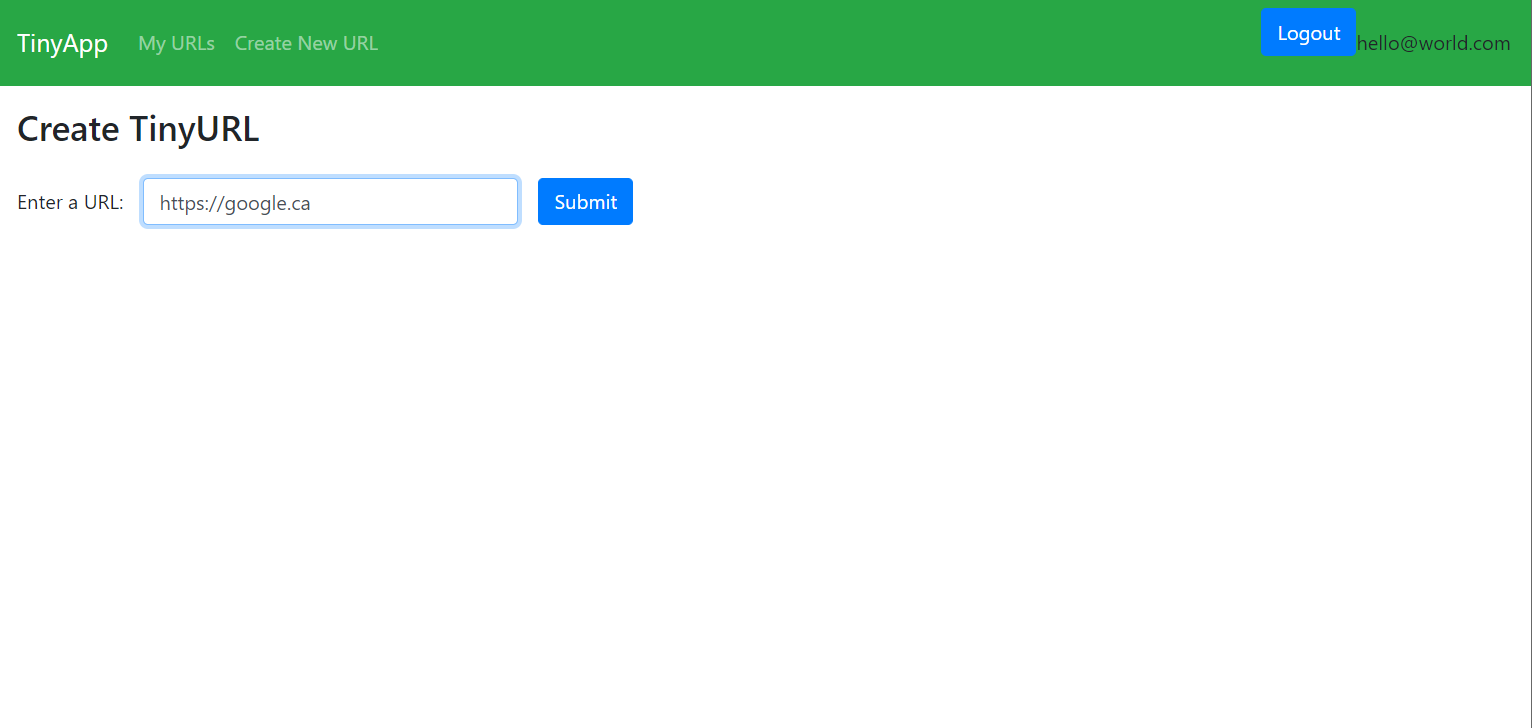 TinyApp My URLs Create New URL Logout hello@world.com
Create TinyURL
Enter a URL: https://google.ca Submit